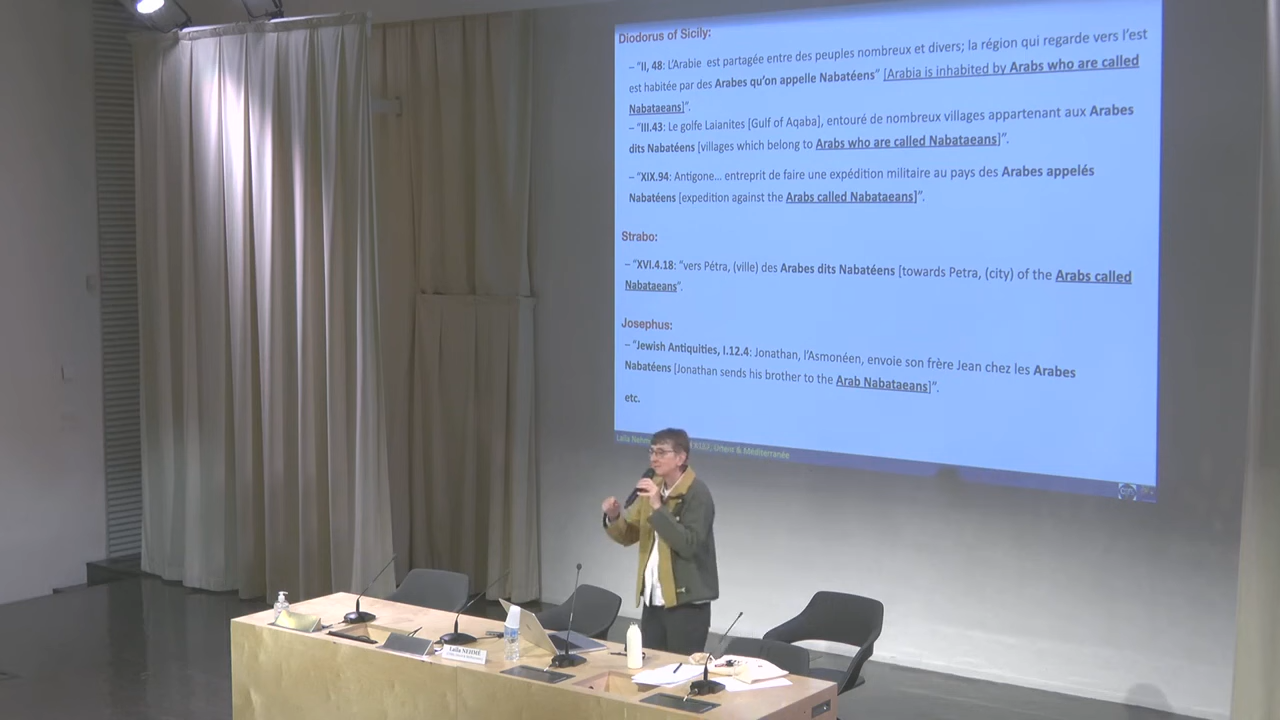 Diodorus of Sicily:
– "II, 48: L'Arabie est partagée entre des peuples nombreux et divers; la région qui regarde vers l'est
est habitée par des Arabes qu'on appelle Nabatéens" [Arabia is inhabited by Arabs who are called
Nabataeans]".
– "III.43: Le golfe Laianites [Gulf of Aqaba], entouré de nombreux villages appartenant aux Arabes
dits Nabatéens [villages which belong to Arabs who are called Nabataeans]".
– "XIX.94: Antigone... entreprit de faire une expédition militaire au pays des Arabes appelés
Nabatéens [expedition against the Arabs called Nabataeans]".
Strabo:
– "XVI.4.18: "vers Pétra, (ville) des Arabes dits Nabatéens [towards Petra, (city) of the Arabs called
Nabataeans".
Josephus:
– "Jewish Antiquities, I.12.4: Jonathan, l'Asmonéen, envoie son frère Jean chez les Arabes
Nabatéens [Jonathan sends his brother to the Arab Nabataeans]".
etc.
Laïla Nehmé Orient & Méditerranée
Laïla NEHMÉ